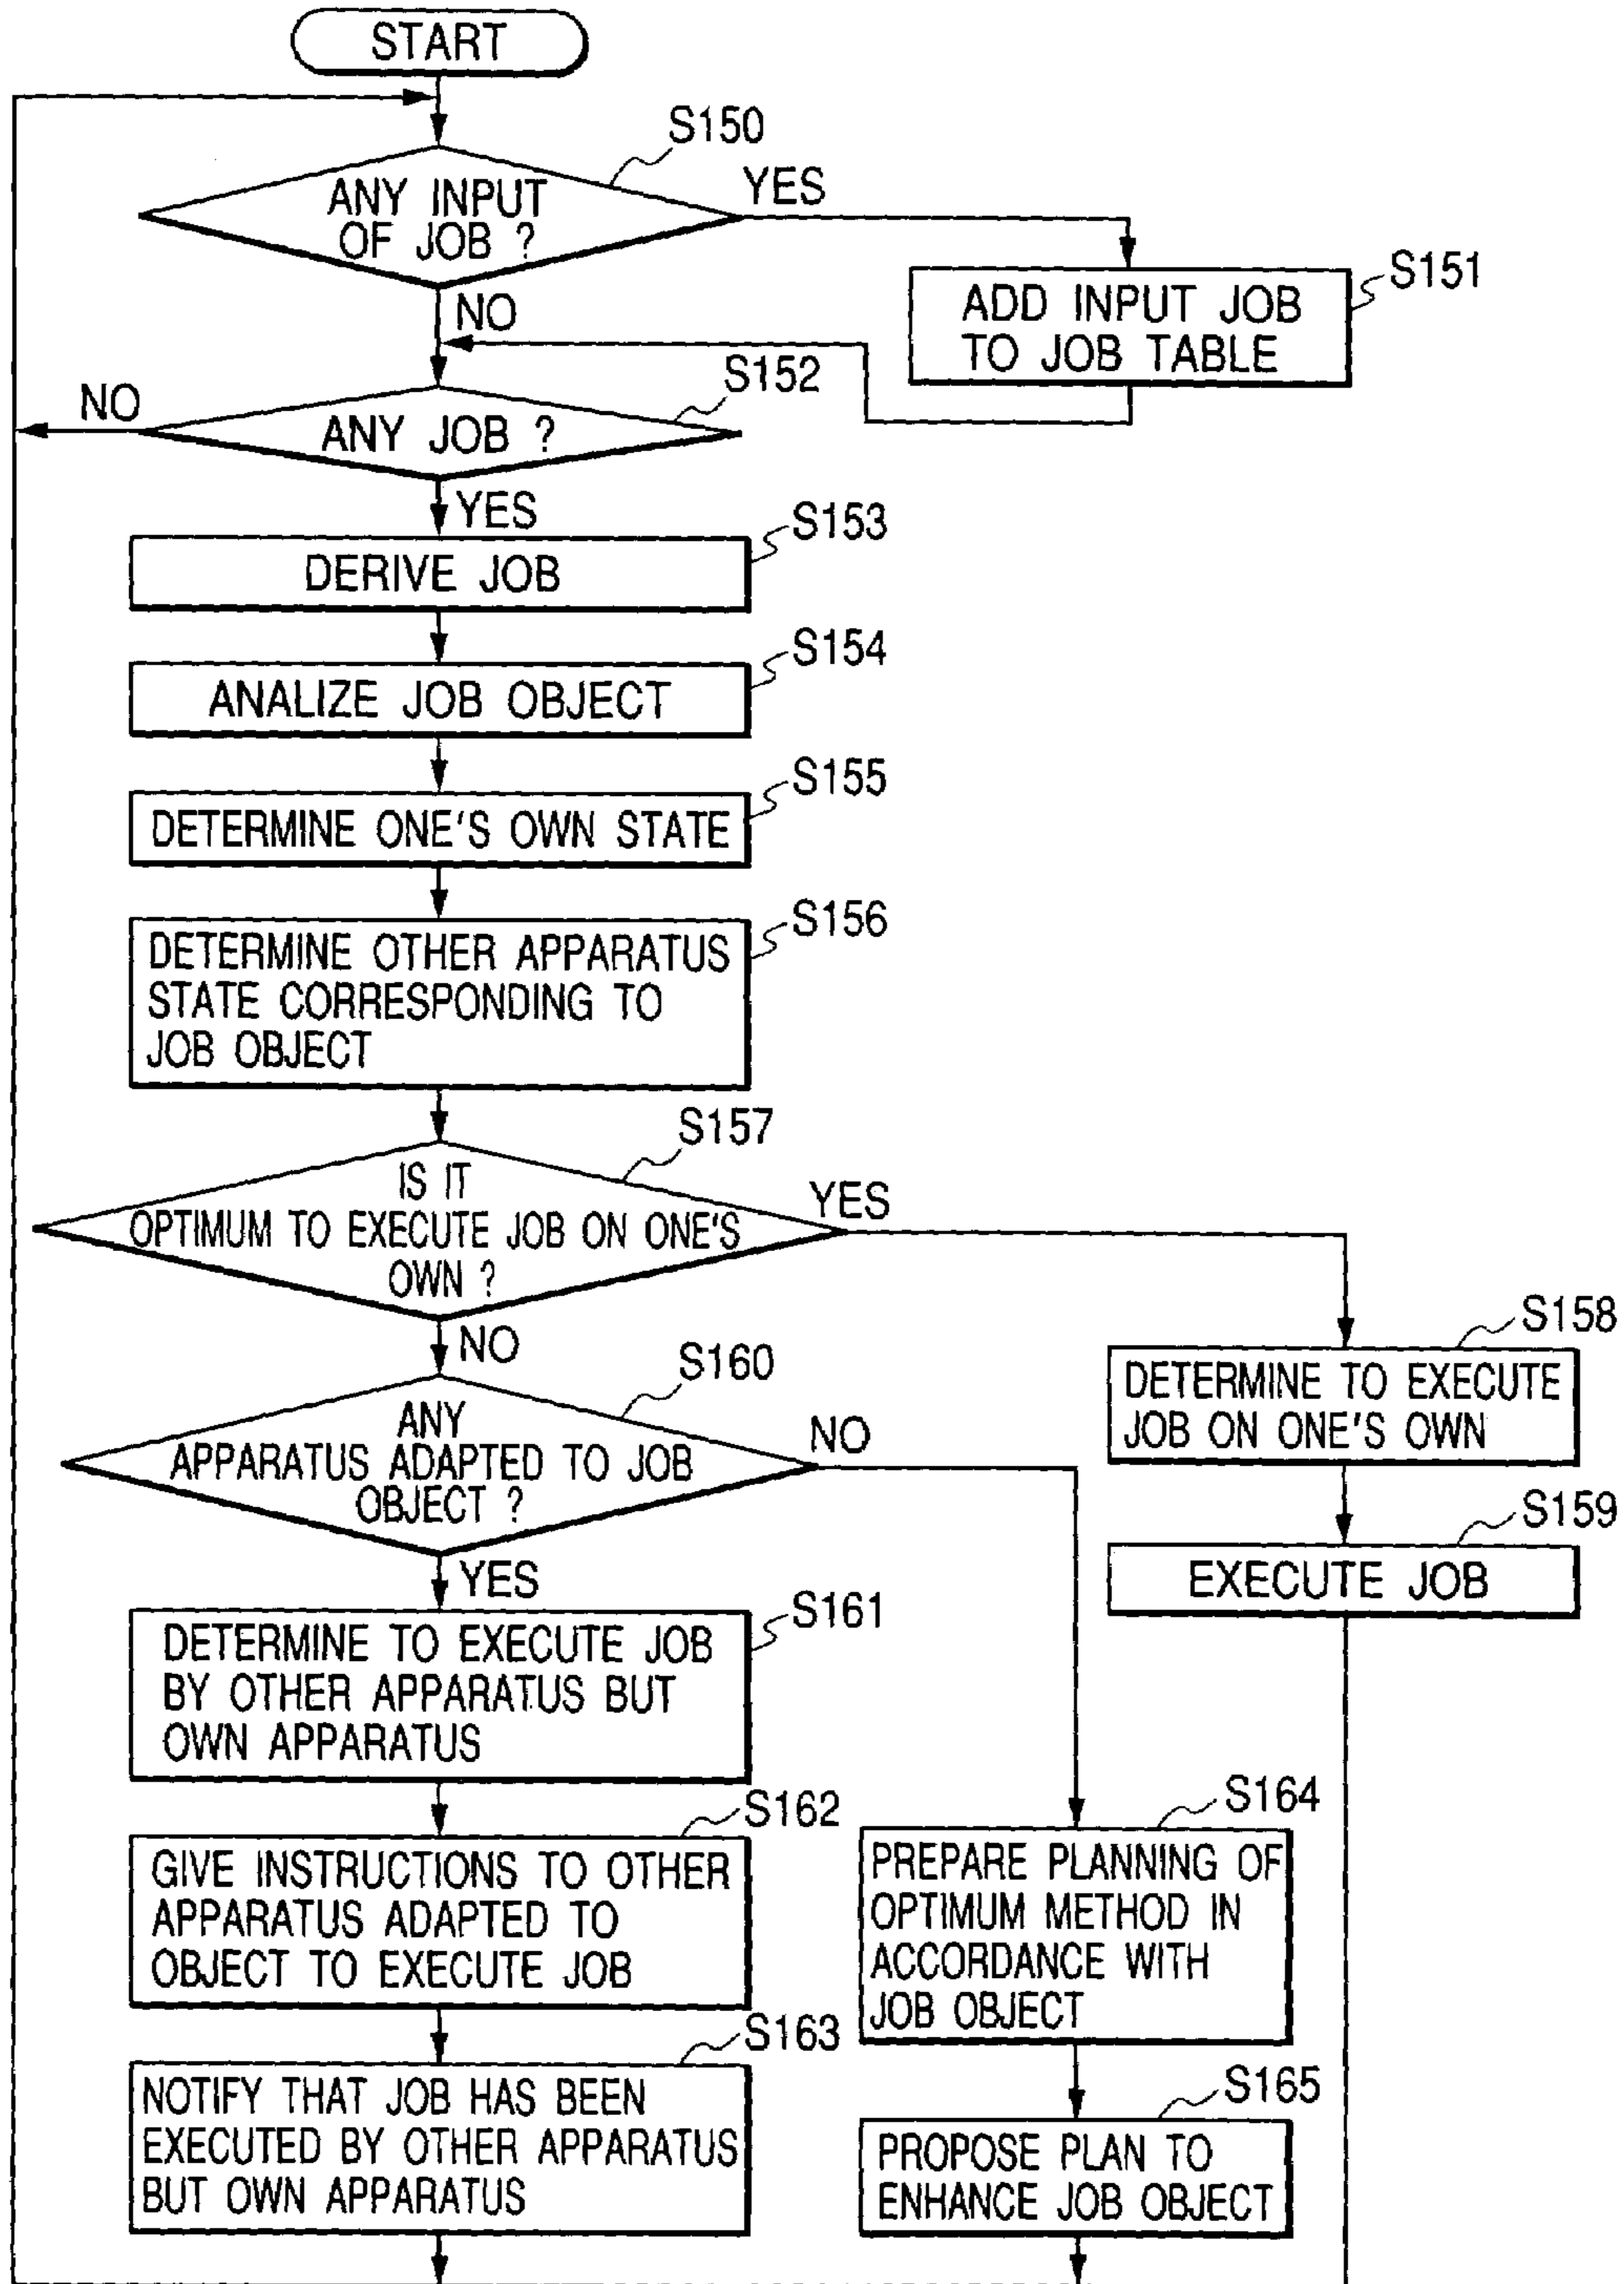 START
S150
ANY INPUT
OF JOB ?
YES
S151
ADD INPUT JOB
TO JOB TABLE
NO
S152
NO
ANY JOB ?
YES
S153
DERIVE JOB
S154
ANALIZE JOB OBJECT
S155
DETERMINE ONE'S OWN STATE
S156
DETERMINE OTHER APPARATUS
STATE CORRESPONDING TO
JOB OBJECT
S157
IS IT
OPTIMUM TO EXECUTE JOB ON ONE'S
OWN ?
YES
S158
DETERMINE TO EXECUTE
JOB ON ONE'S OWN
S159
EXECUTE JOB
NO
S160
ANY
APPARATUS ADAPTED TO JOB
OBJECT ?
NO
YES
S161
DETERMINE TO EXECUTE JOB
BY OTHER APPARATUS BUT
OWN APPARATUS
S162
GIVE INSTRUCTIONS TO OTHER
APPARATUS ADAPTED TO
OBJECT TO EXECUTE JOB
S163
NOTIFY THAT JOB HAS BEEN
EXECUTED BY OTHER APPARATUS
BUT OWN APPARATUS
S164
PREPARE PLANNING OF
OPTIMUM METHOD IN
ACCORDANCE WITH
JOB OBJECT
S165
PROPOSE PLAN TO
ENHANCE JOB OBJECT